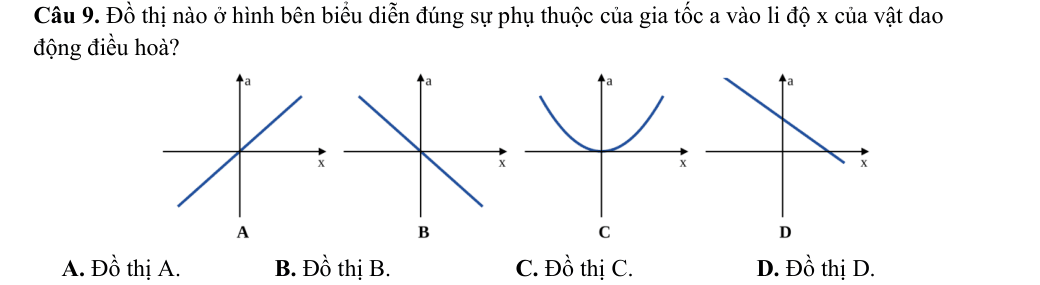 Câu 9. Đồ thị nào ở hình bên biểu diễn đúng sự phụ thuộc của gia tốc a vào li độ x của vật dao
động điều hoà?
a a a a
x x x x
A B C D
A. Đồ thị A. B. Đồ thị B. C. Đồ thị C. D. Đồ thị D.